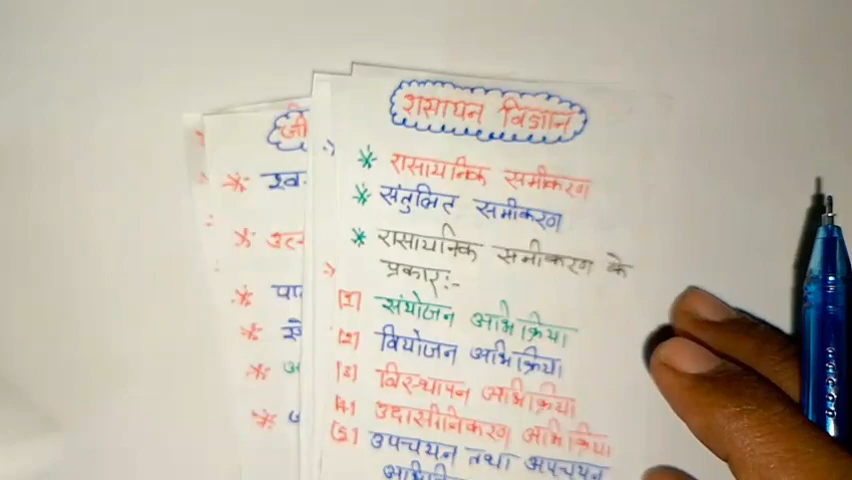 रासायन विज्ञान
* रासायनिक समीकरण
* संतुलित समीकरण
* रासायनिक समीकरण के
प्रकार:-
[1] संयोजन अभिक्रिया
[2] वियोजन अभिक्रिया
[3] विस्थापन अभिक्रिया
[4] उदासीनिकरण अभिक्रिया
[5] उपचयन तथा अपचयन